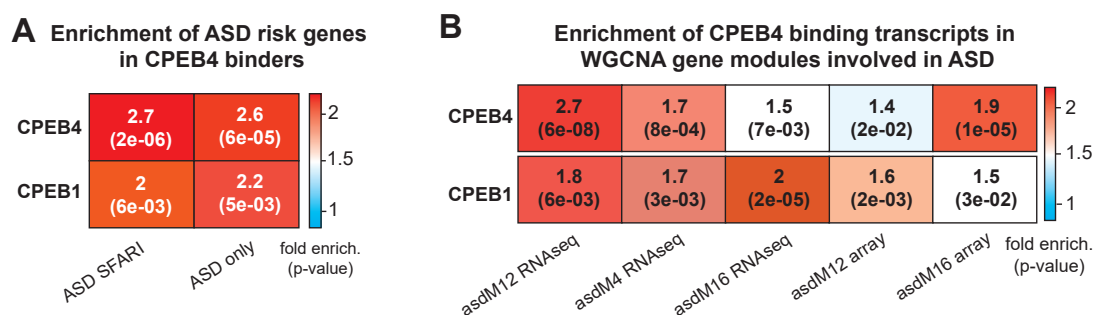 A
Enrichment of ASD risk genes
in CPEB4 binders
CPEB4
2.7
(2e-06)
2.6
(6e-05)
CPEB1
2
(6e-03)
2.2
(5e-03)
ASD SFARI
ASD only
2
1.5
1
fold enrich.
(p-value)
B
Enrichment of CPEB4 binding transcripts in
WGCNA gene modules involved in ASD
CPEB4
2.7
(6e-08)
1.7
(8e-04)
1.5
(7e-03)
1.4
(2e-02)
1.9
(1e-05)
CPEB1
1.8
(6e-03)
1.7
(3e-03)
2
(2e-05)
1.6
(2e-03)
1.5
(3e-02)
asdM12 RNAseq
asdM4 RNAseq
asdM16 RNAseq
asdM12 array
asdM16 array
2
1.5
1
fold enrich.
(p-value)